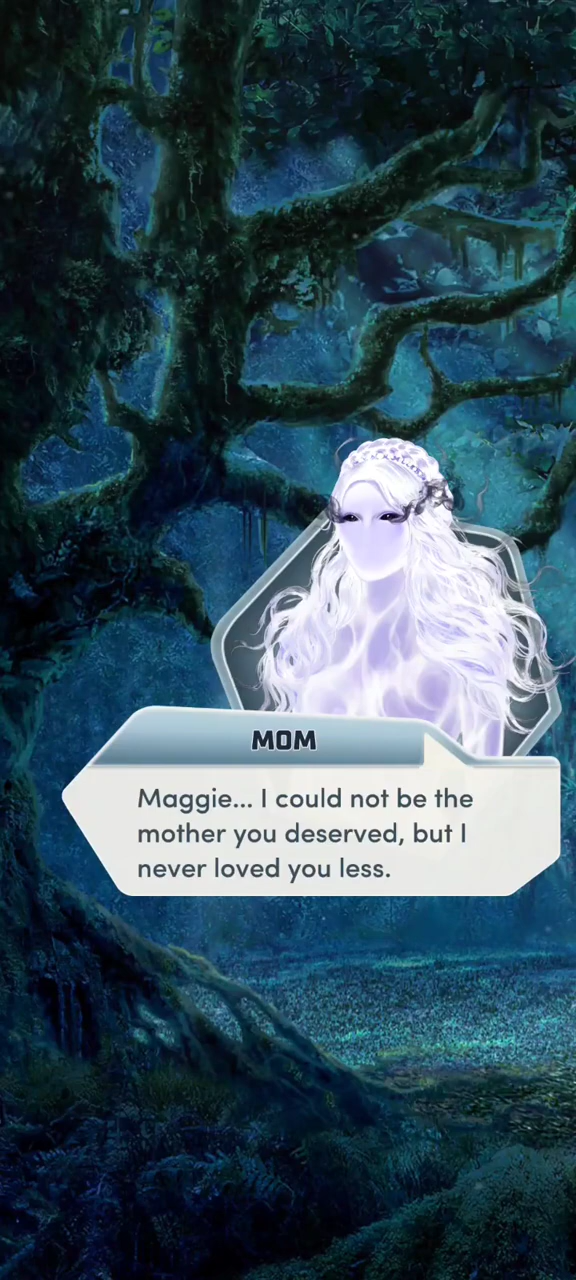 MOM
Maggie... I could not be the
mother you deserved, but I
never loved you less.